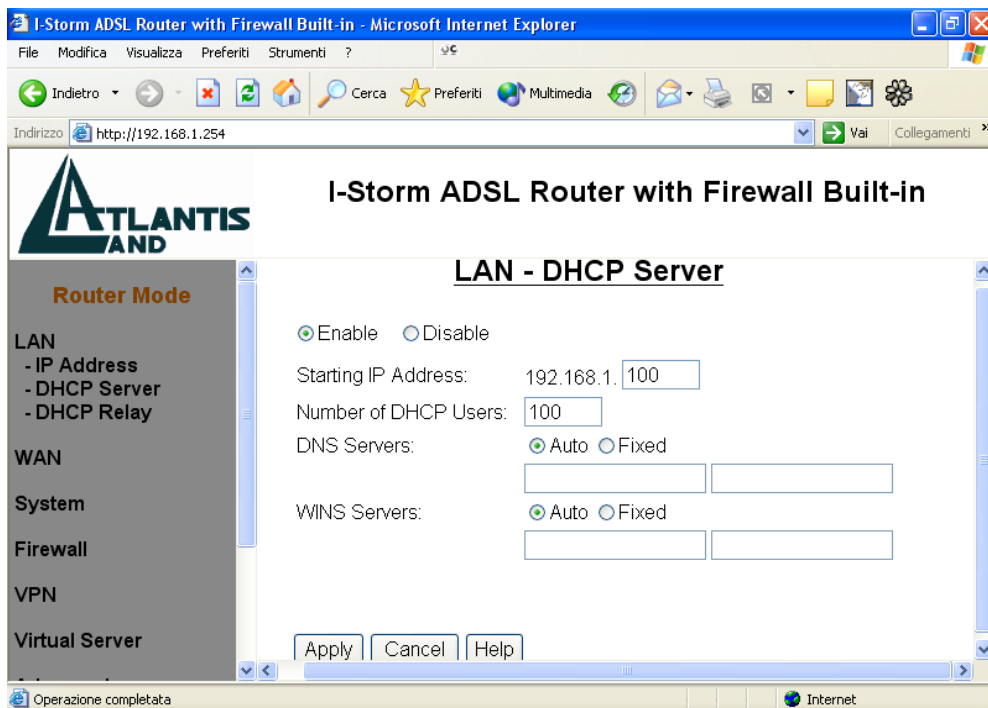 I-Storm ADSL Router with Firewall Built-in - Microsoft Internet Explorer
File Modifica Visualizza Preferiti Strumenti ?
Indietro Cerca Preferiti Multimedia
Indirizzo http://192.168.1.254 Vai Collegamenti »
ATLANTIS
LAND
I-Storm ADSL Router with Firewall Built-in
Router Mode
LAN
- IP Address
- DHCP Server
- DHCP Relay
WAN
System
Firewall
VPN
Virtual Server
LAN - DHCP Server
Enable Disable
Starting IP Address: 192.168.1. 100
Number of DHCP Users: 100
DNS Servers: Auto Fixed
WINS Servers: Auto Fixed
Apply Cancel Help
Operazione completata Internet